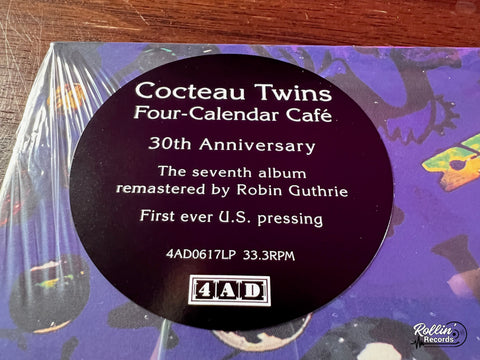 Cocteau Twins
Four-Calendar Café
30th Anniversary
The seventh album
remastered by Robin Guthrie
First ever U.S. pressing
4AD0617LP 33.3RPM
4AD
Rollin'
Records